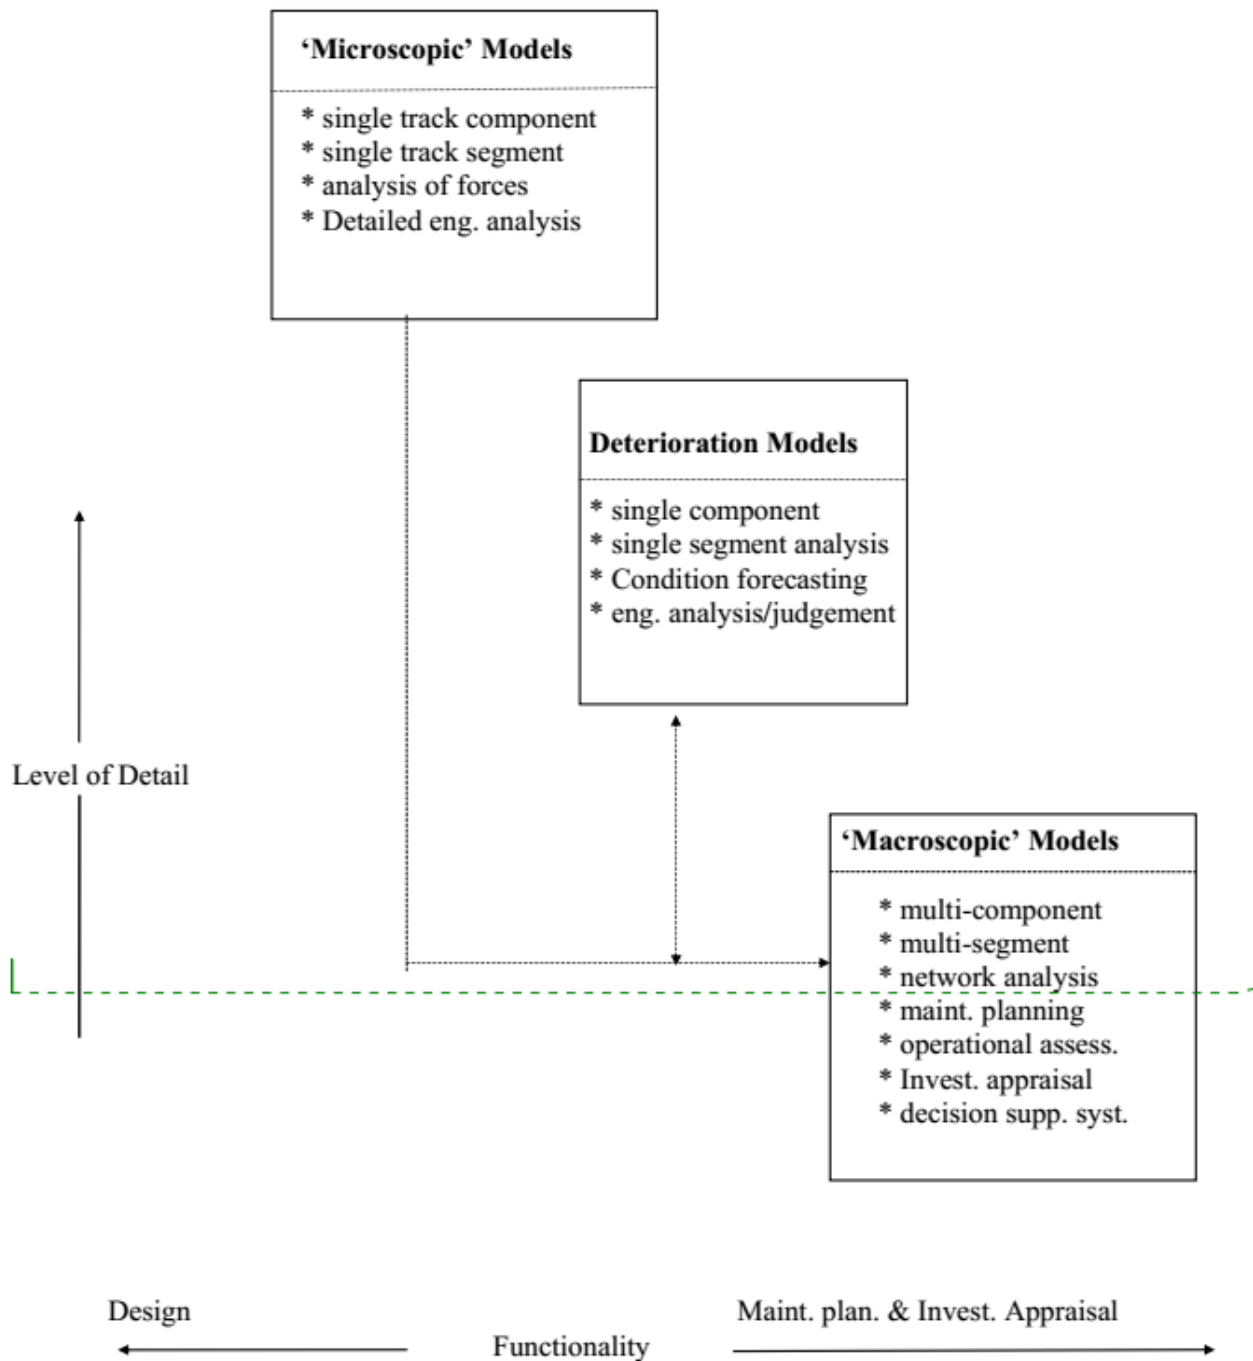 ‘Microscopic’ Models
* single track component
* single track segment
* analysis of forces
* Detailed eng. analysis
Deterioration Models
* single component
* single segment analysis
* Condition forecasting
* eng. analysis/judgement
Level of Detail
‘Macroscopic’ Models
* multi-component
* multi-segment
* network analysis
* maint. planning
* operational assess.
* Invest. appraisal
* decision supp. syst.
Design
Maint. plan. & Invest. Appraisal
Functionality